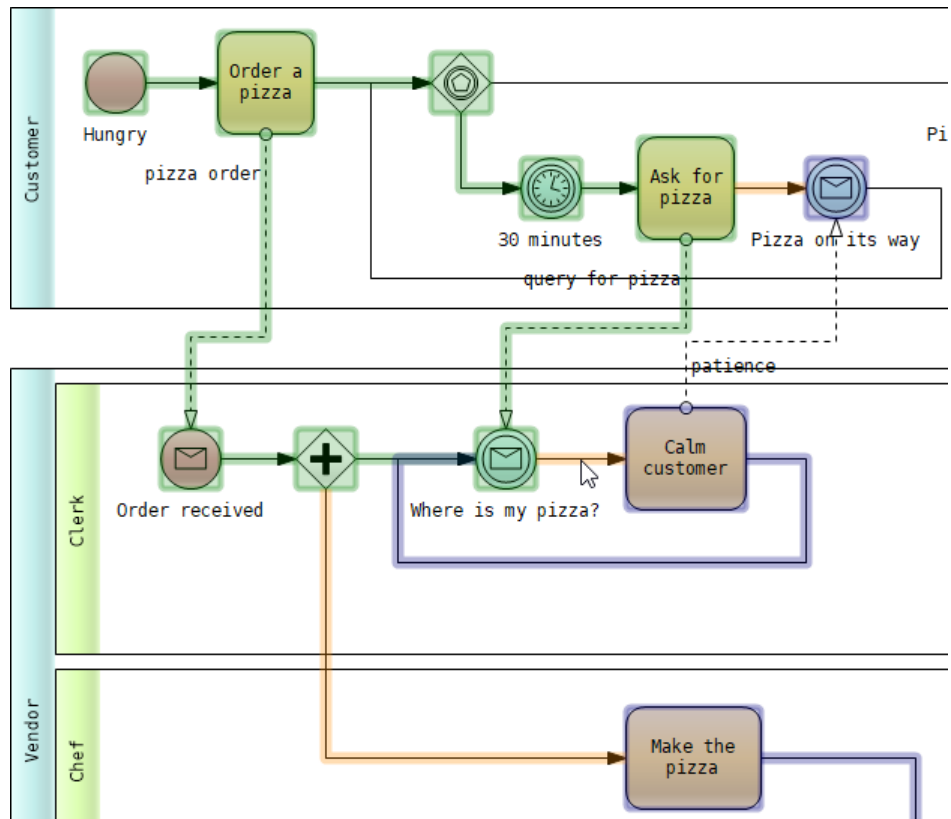 Customer
Hungry
Order a
pizza
pizza order
30 minutes
Ask for
pizza
query for pizza
Pizza on its way
Pi
patience
Vendor
Clerk
Order received
Where is my pizza?
Calm
customer
Chef
Make the
pizza